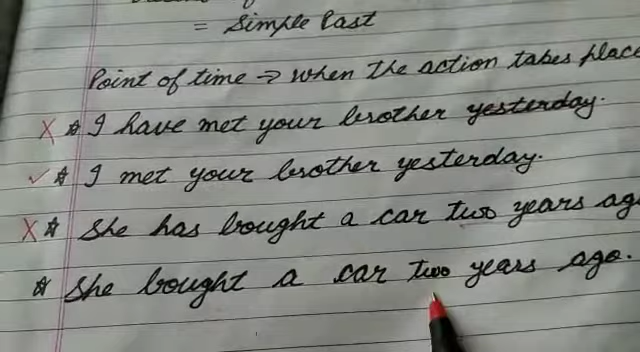 = Simple Past
Point of time → when the action takes place
X ☆ I have met your brother yesterday.
✓ ☆ I met your brother yesterday.
X ☆ She has bought a car two years ag
☆ She bought a car two years ago.